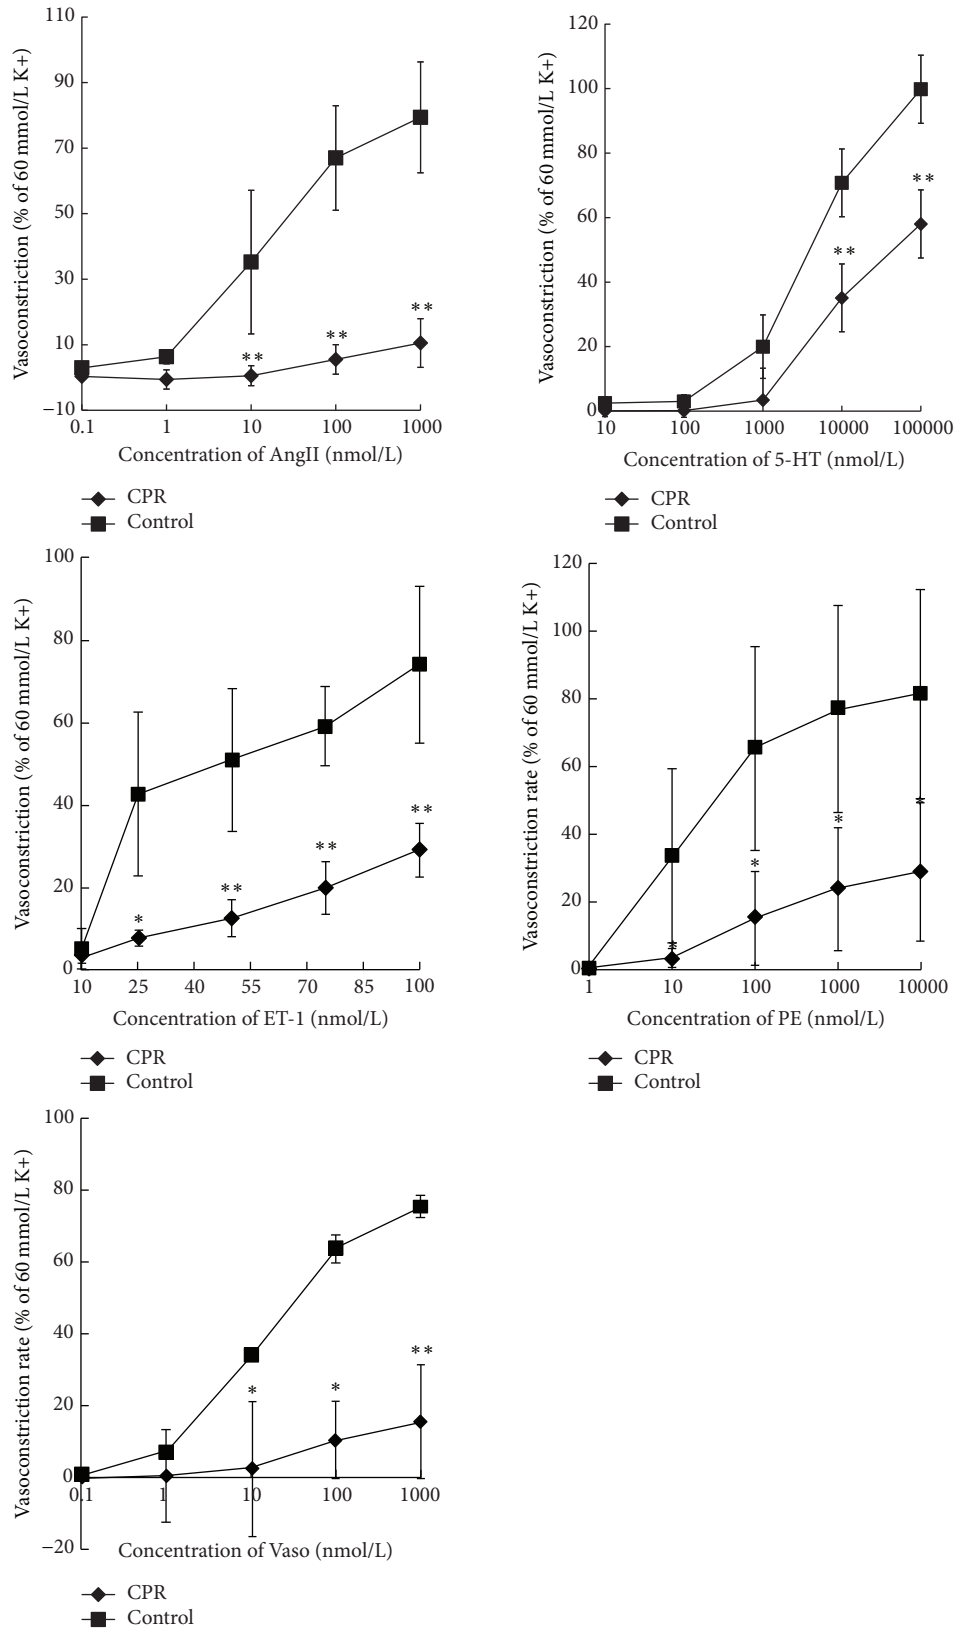 110
90
70
50
30
10
−10
Vasoconstriction (% of 60 mmol/L K+)
**
**
**
0.1 1 10 100 1000
Concentration of AngII (nmol/L)
CPR
Control
120
100
80
60
40
20
0
Vasoconstriction (% of 60 mmol/L K+)
**
**
10 100 1000 10000 100000
Concentration of 5-HT (nmol/L)
CPR
Control
100
80
60
40
20
0
Vasoconstriction (% of 60 mmol/L K+)
*
**
**
**
10 25 40 55 70 85 100
Concentration of ET-1 (nmol/L)
CPR
Control
120
100
80
60
40
20
0
Vasoconstriction rate (% of 60 mmol/L K+)
*
*
*
*
1 10 100 1000 10000
Concentration of PE (nmol/L)
CPR
Control
100
80
60
40
20
0
−20
Vasoconstriction rate (% of 60 mmol/L K+)
*
*
**
0.1 1 10 100 1000
Concentration of Vaso (nmol/L)
CPR
Control